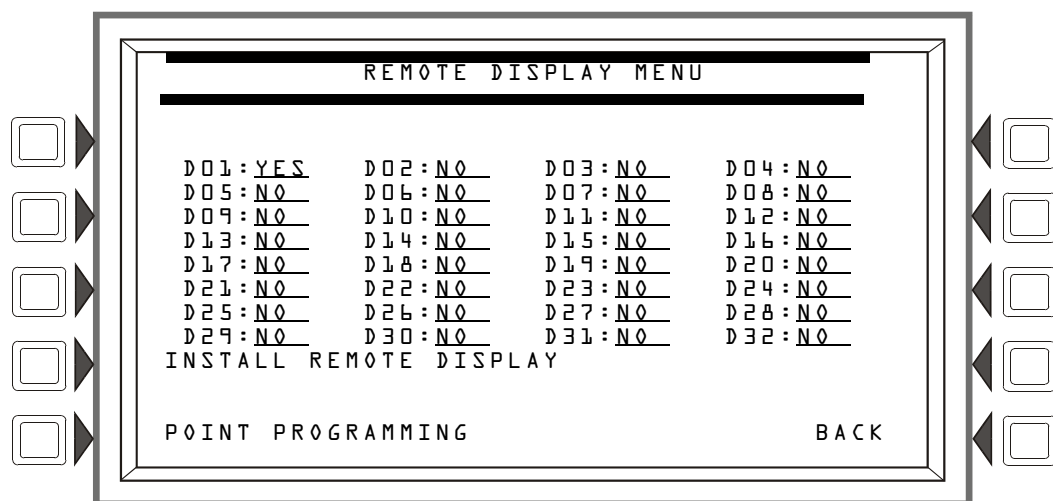 REMOTE DISPLAY MENU
D01:YES D02:NO D03:NO D04:NO
D05:NO D06:NO D07:NO D08:NO
D09:NO D10:NO D11:NO D12:NO
D13:NO D14:NO D15:NO D16:NO
D17:NO D18:NO D19:NO D20:NO
D21:NO D22:NO D23:NO D24:NO
D25:NO D26:NO D27:NO D28:NO
D29:NO D30:NO D31:NO D32:NO
INSTALL REMOTE DISPLAY
POINT PROGRAMMING BACK